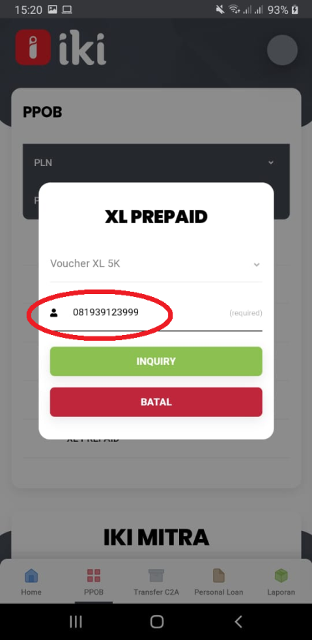 15:20 93%
iki
PPOB
PLN
P
XL PREPAID
Voucher XL 5K
081939123999 (required)
INQUIRY
BATAL
XL PREPAID
IKI MITRA
Home PPOB Transfer C2A Personal Loan Laporan